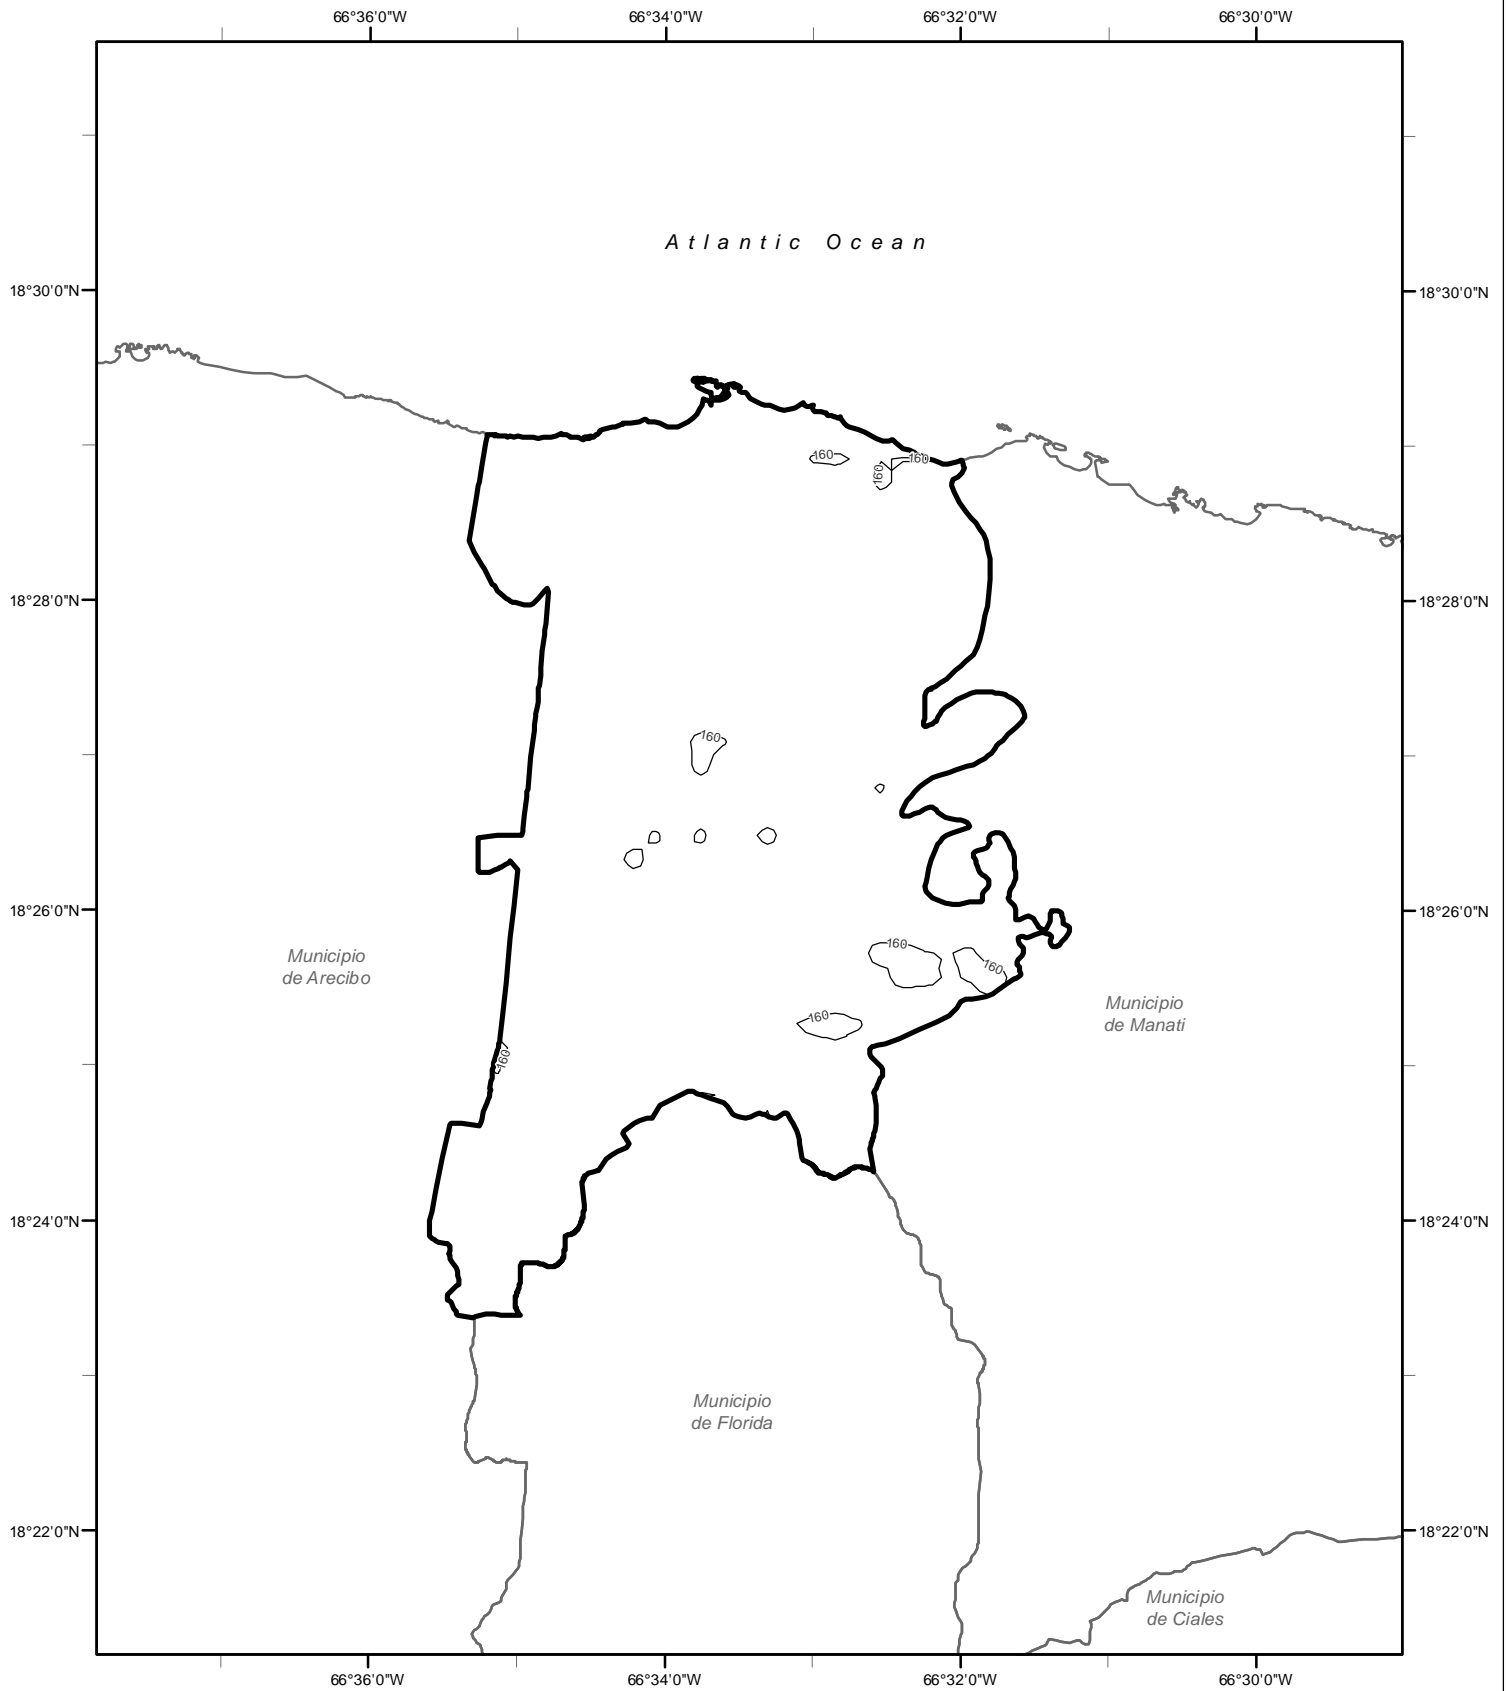 66°36'0"W
66°34'0"W
66°32'0"W
66°30'0"W
Atlantic Ocean
18°30'0"N
18°30'0"N
160
160
160
18°28'0"N
18°28'0"N
160
18°26'0"N
18°26'0"N
160
Municipio
de Arecibo
160
Municipio
de Manati
160
160
18°24'0"N
18°24'0"N
Municipio
de Florida
18°22'0"N
18°22'0"N
Municipio
de Ciales
66°36'0"W
66°34'0"W
66°32'0"W
66°30'0"W